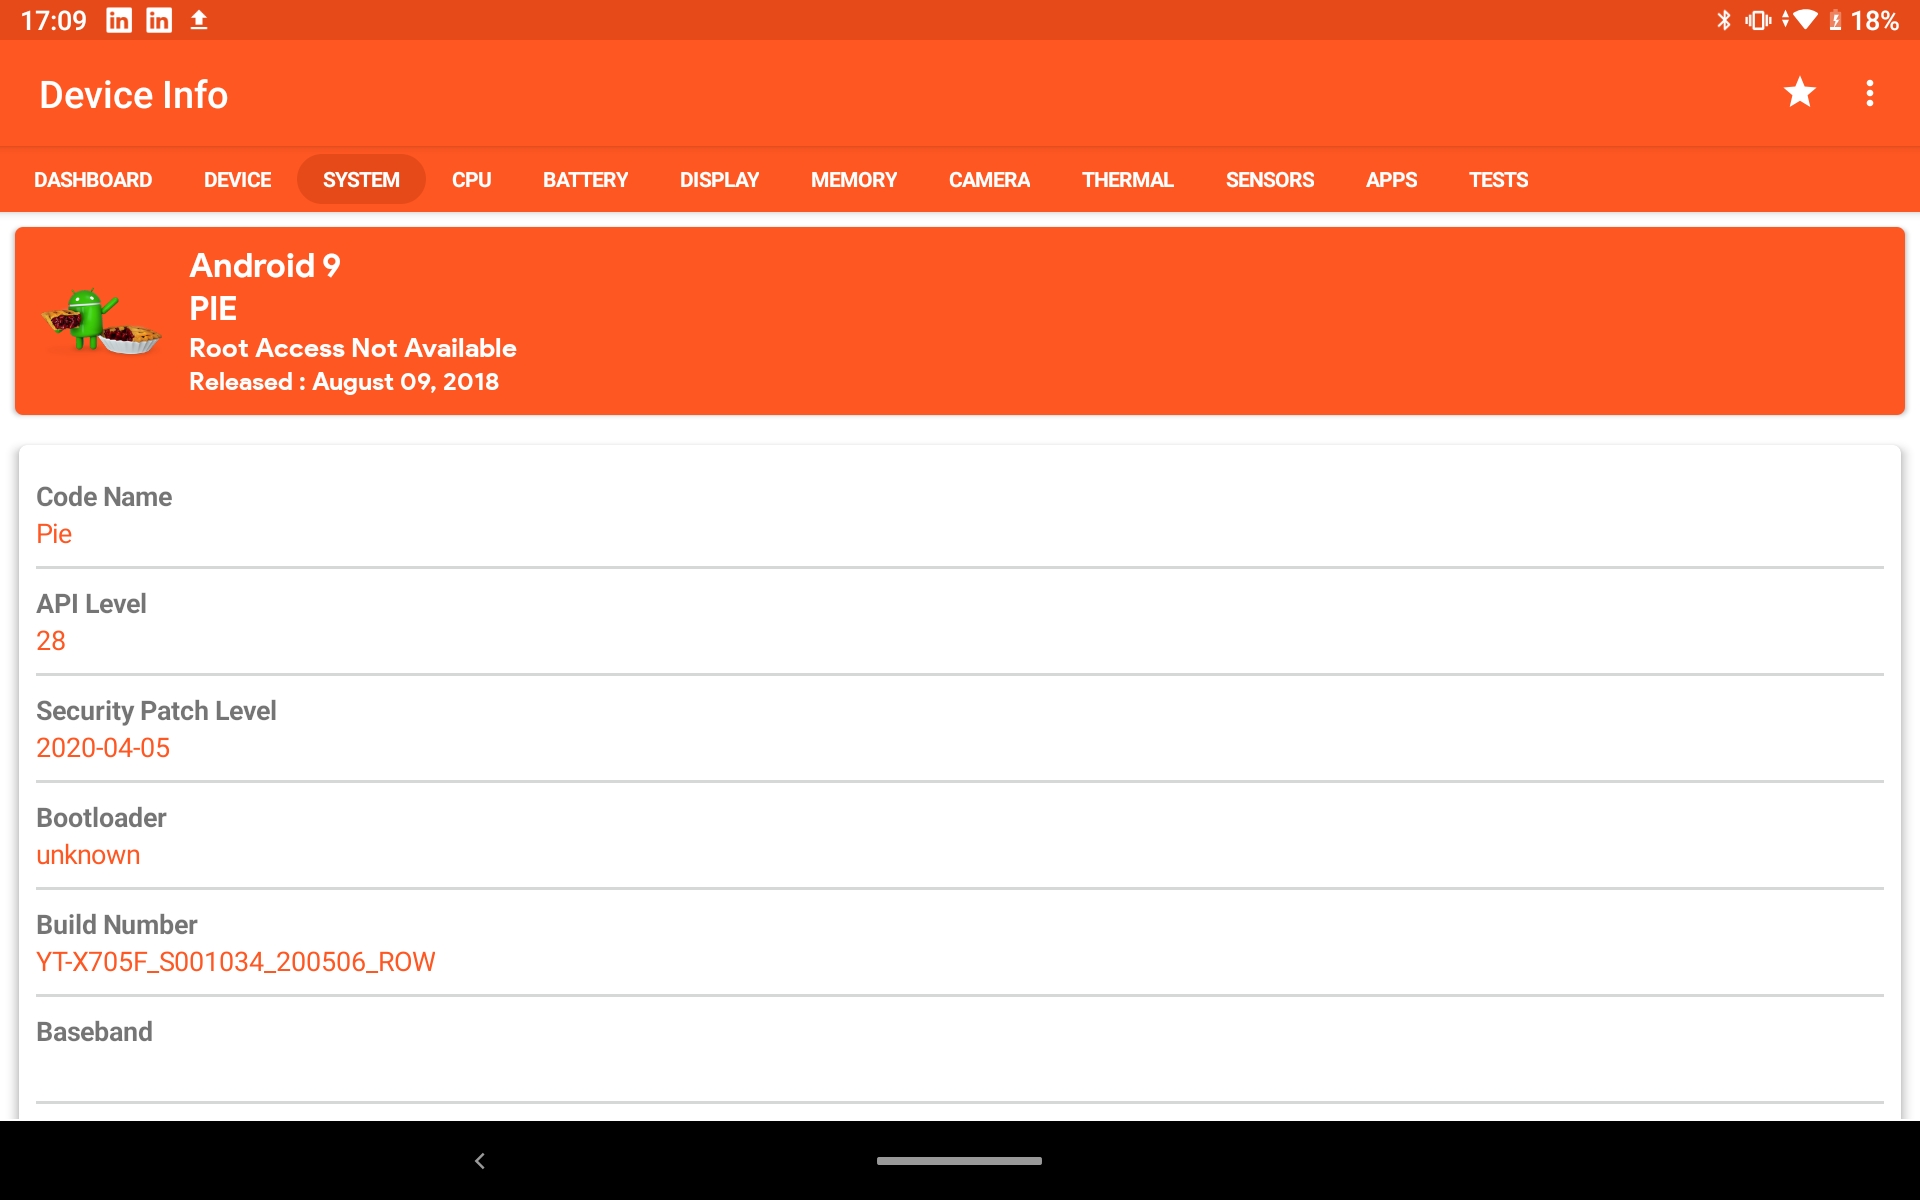 17:09 in in 18%
Device Info
DASHBOARD DEVICE SYSTEM CPU BATTERY DISPLAY MEMORY CAMERA THERMAL SENSORS APPS TESTS
Android 9
PIE
Root Access Not Available
Released : August 09, 2018
Code Name
Pie
API Level
28
Security Patch Level
2020-04-05
Bootloader
unknown
Build Number
YT-X705F_S001034_200506_ROW
Baseband